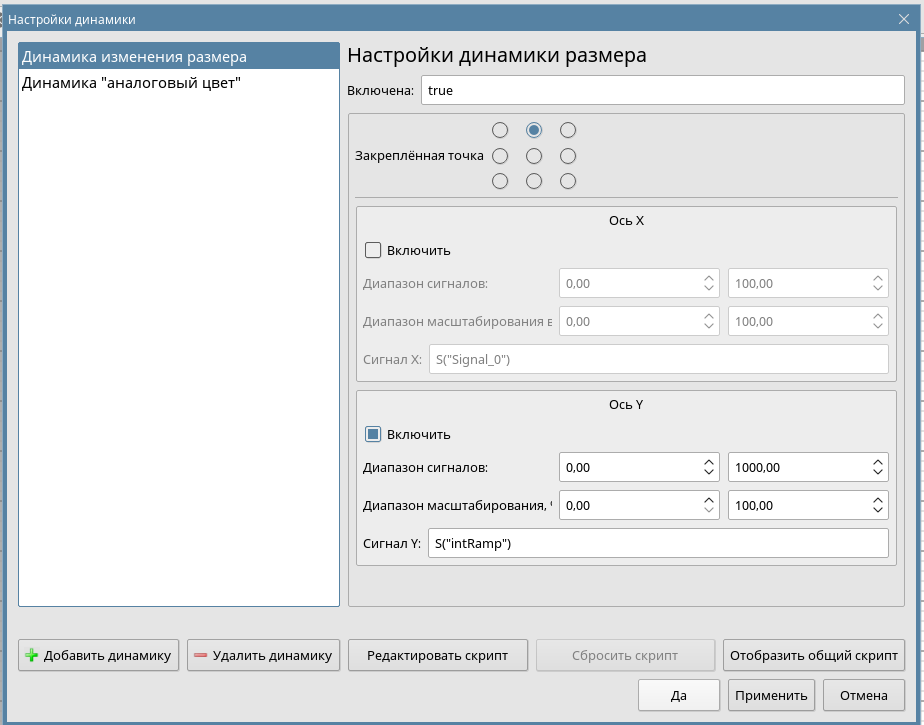 Настройки динамики
Динамика изменения размера
Динамика "аналоговый цвет"
Настройки динамики размера
Включена: true
Закреплённая точка
Ось X
Включить
Диапазон сигналов: 0,00 100,00
Диапазон масштабирования в 0,00 100,00
Сигнал X: S("Signal_0")
Ось Y
Включить
Диапазон сигналов: 0,00 1000,00
Диапазон масштабирования, 0,00 100,00
Сигнал Y: S("intRamp")
Добавить динамику Удалить динамику Редактировать скрипт Сбросить скрипт Отобразить общий скрипт
Да Применить Отмена